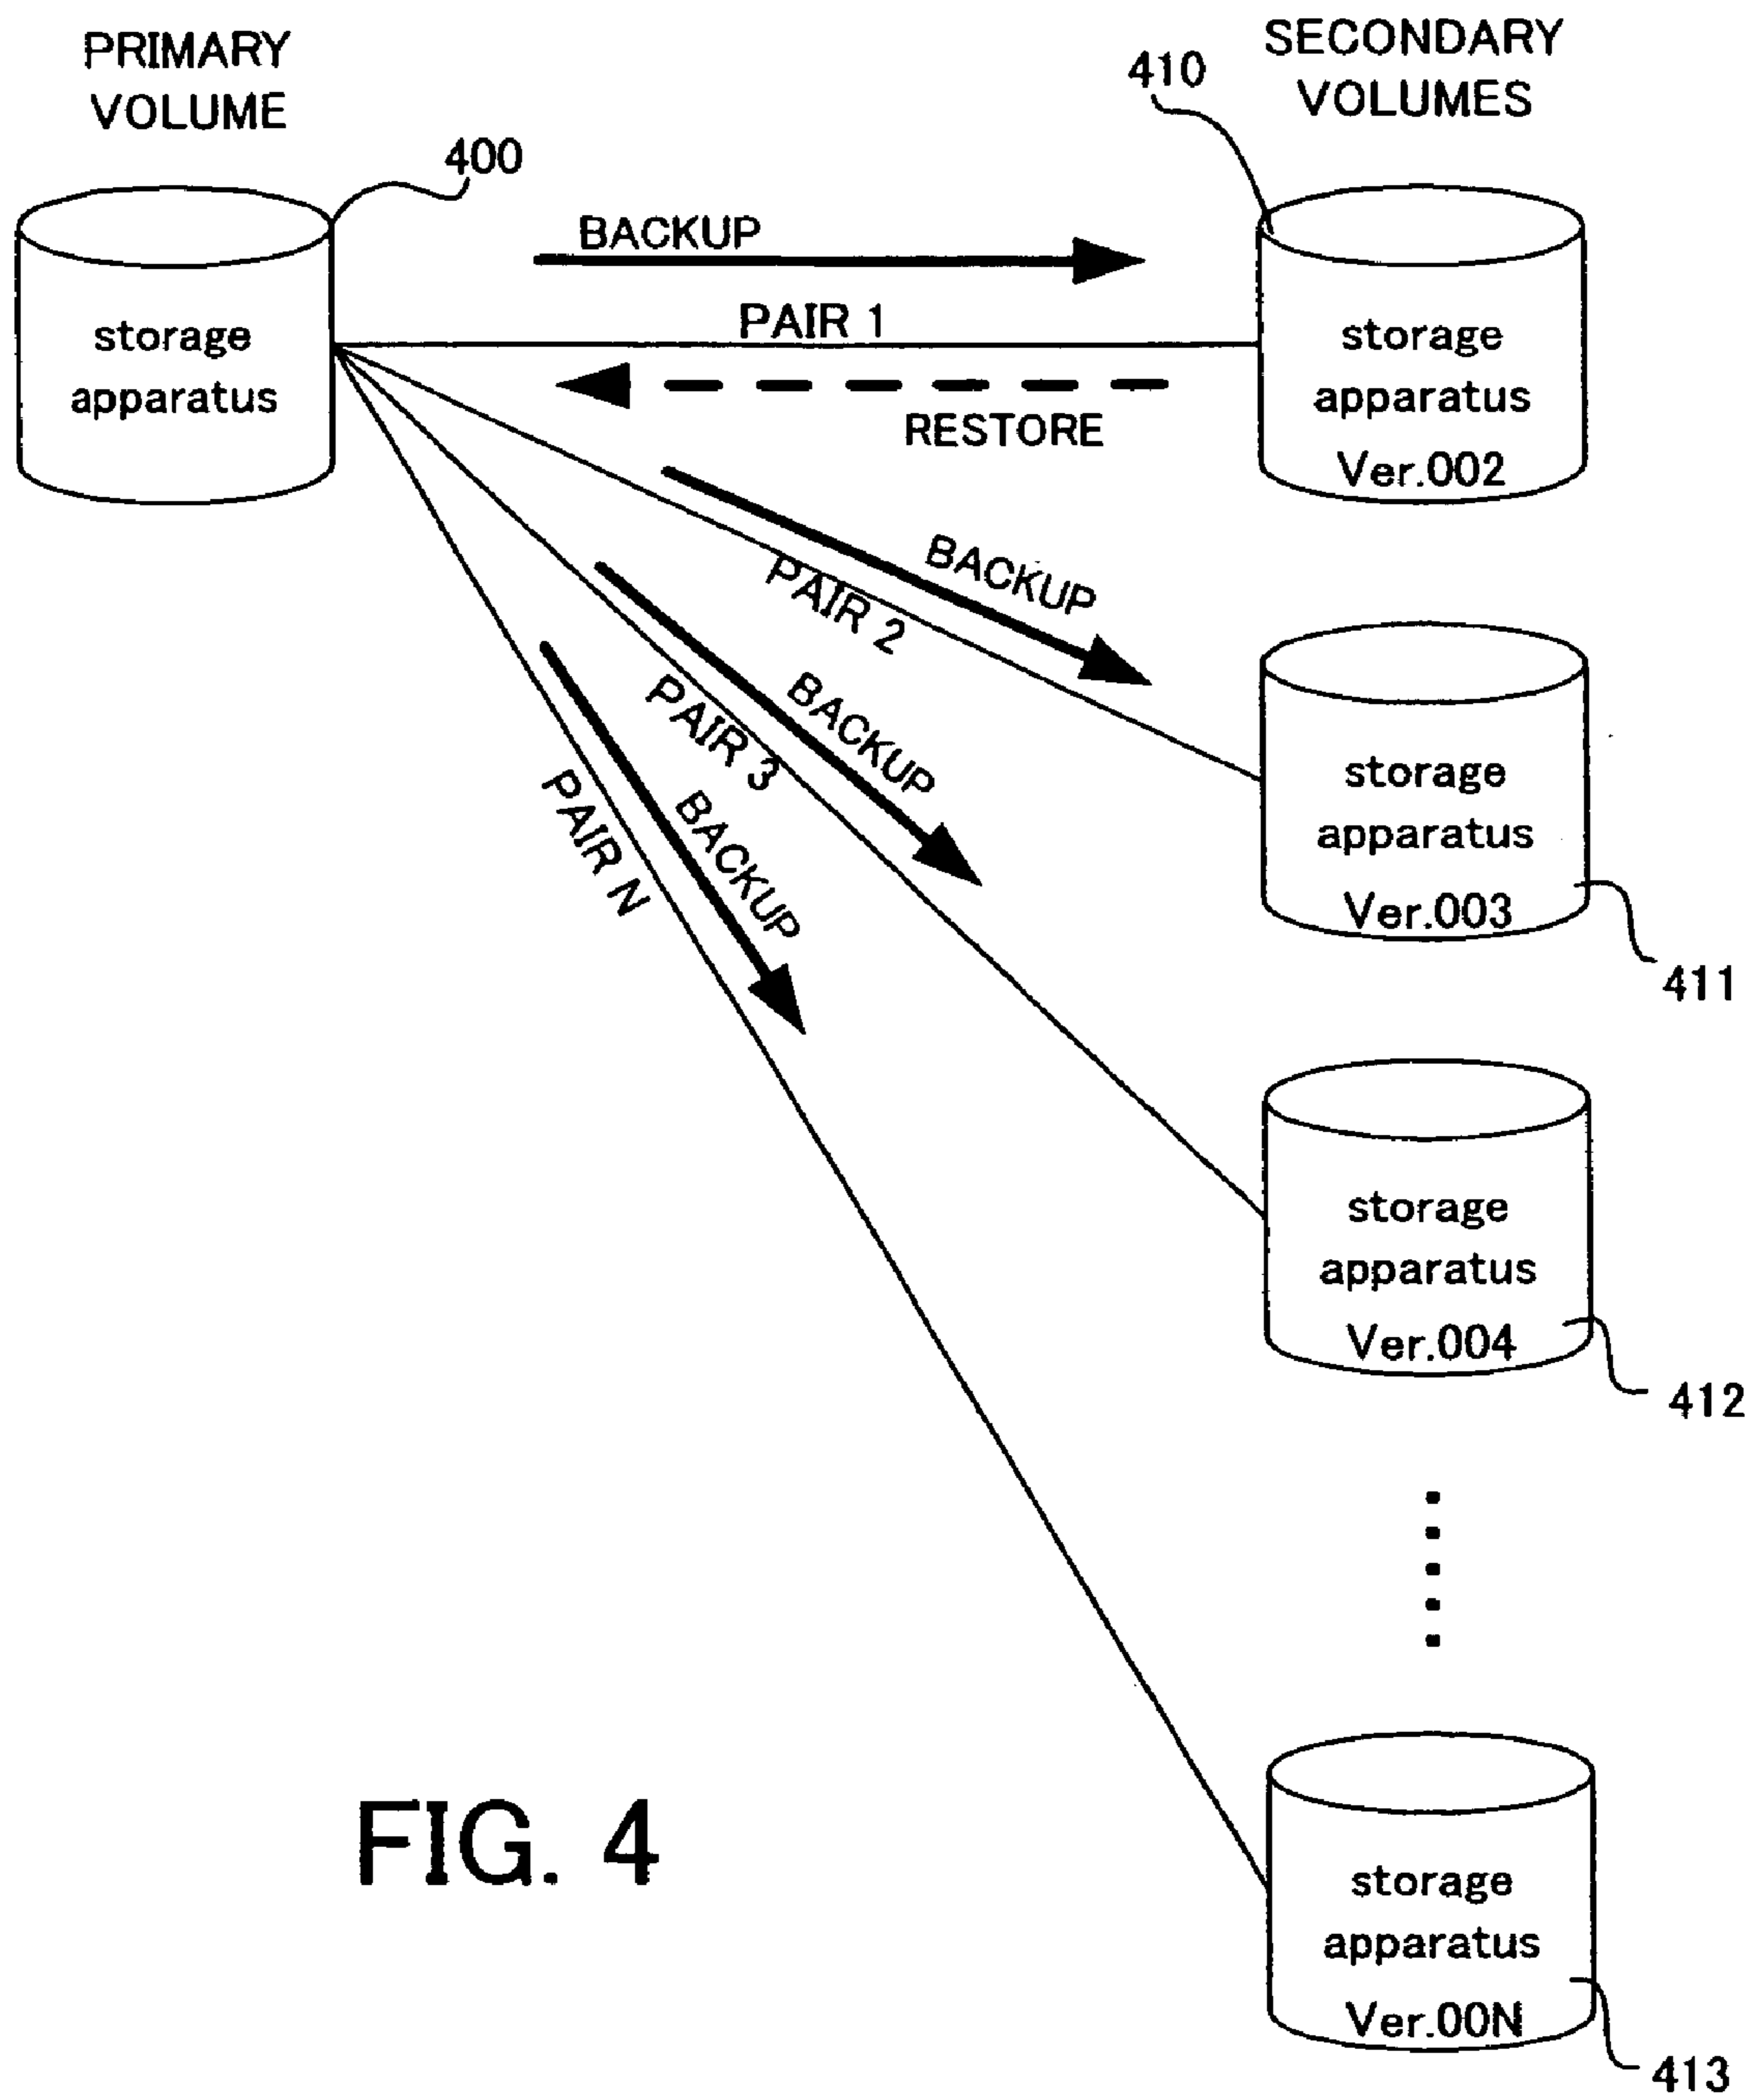 PRIMARY
VOLUME
SECONDARY
VOLUMES
400
410
BACKUP
PAIR 1
RESTORE
storage
apparatus
storage
apparatus
Ver.002
BACKUP
PAIR 2
BACKUP
PAIR 3
BACKUP
PAIR N
storage
apparatus
Ver.003
411
storage
apparatus
Ver.004
412
storage
apparatus
Ver.00N
413
FIG. 4